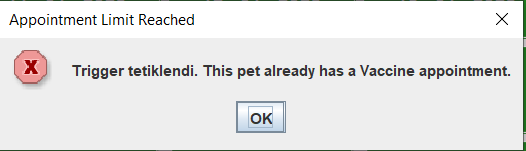 Appointment Limit Reached
Trigger tetiklendi. This pet already has a Vaccine appointment.
OK